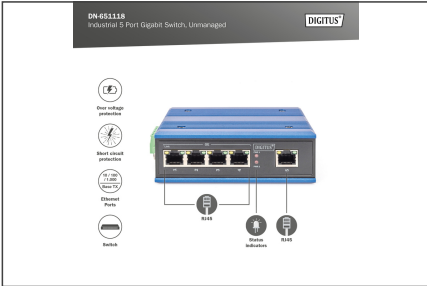 DN-651118
Industrial 5 Port Gigabit Switch, Unmanaged
DIGITUS®
Over voltage
protection
Short circuit
protection
10 / 100
/ 1.000
Base TX
Ethernet
Ports
Switch
DIGITUS
RJ45
Status
indicators
RJ45